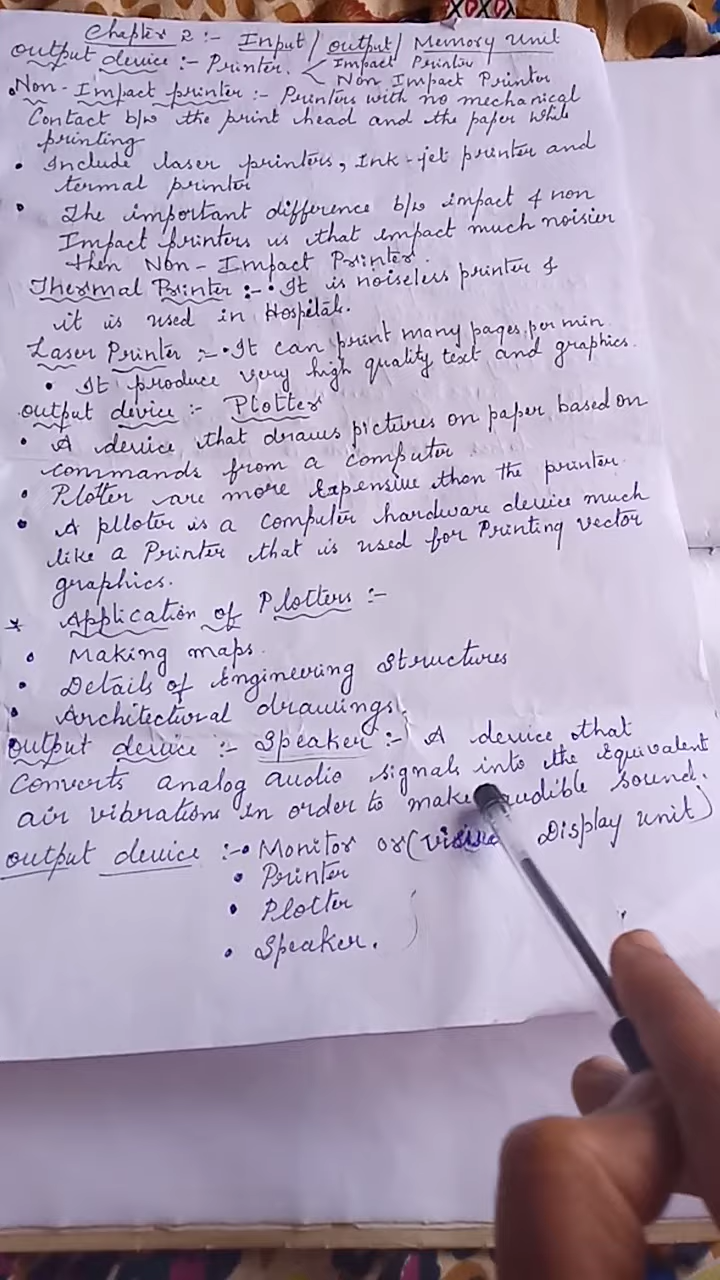 Chapter 2 :- Input / output / Memory Unit
output device :- Printer. < Impact Printer
Non Impact Printer
• Non - Impact printer :- Printers with no mechanical
Contact b/w the print head and the paper while
printing
• Include laser printers, Ink-jet printer and
termal printer
• The important difference b/w impact & non
Impact printers is that impact much noisier
then Non - Impact Printer.
Thermal Printer :- • It is noiseless printer &
it is used in Hospital.
Laser Printer :- • It can print many pages per min.
• It produce very high quality text and graphics.
output device :- Plotter
• A device that draws pictures on paper based on
commands from a computer
• Plotter are more Expensive than the printer.
• A plloter is a Computer hardware device much
like a Printer that is used for Printing vector
graphics.
* Application of Plotters :-
• Making maps.
• Details of Engineering Structures
• Architectural drawings.
output device :- Speaker :- A device that
Converts analog audio signals into the Equivalent
air vibrations in order to make audible sound.
output device :- • Monitor or ( Display unit)
• Printer
• Plotter
• Speaker.